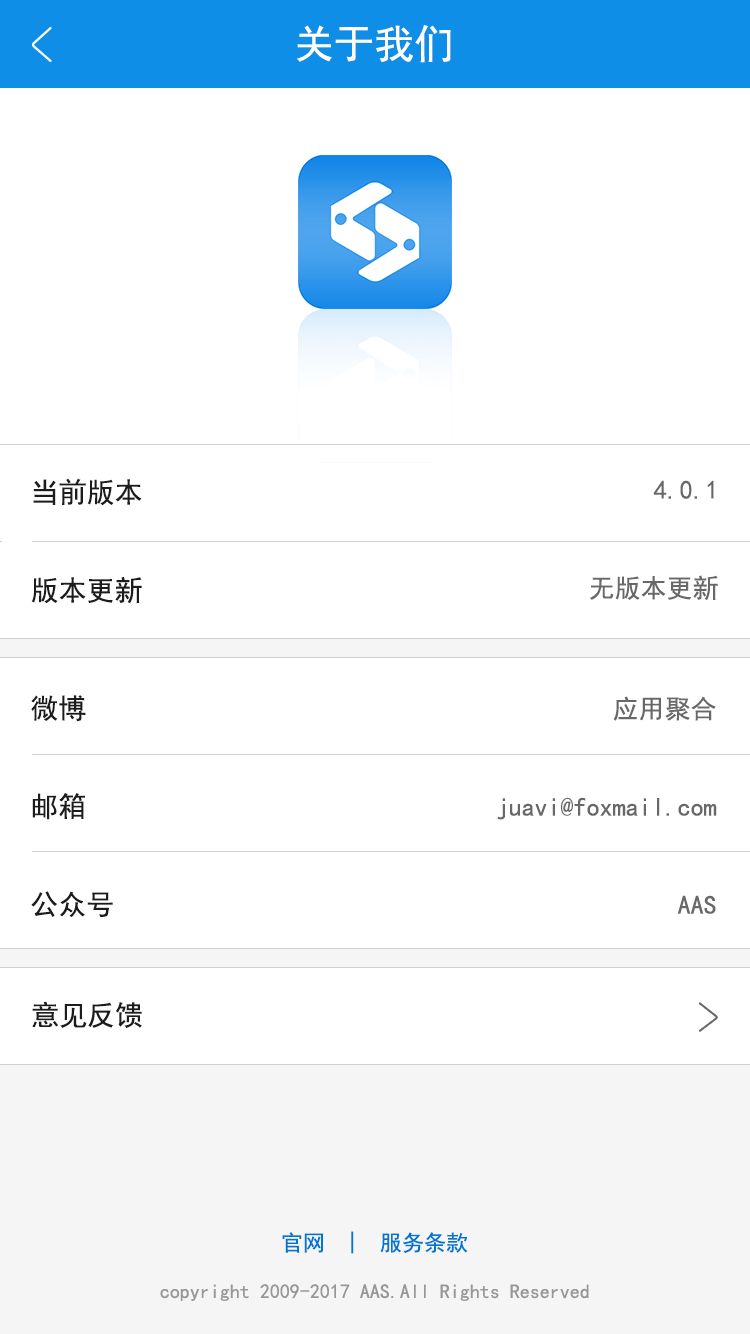 关于我们
当前版本 4.0.1
版本更新 无版本更新
微博 应用聚合
邮箱 juavi@foxmail.com
公众号 AAS
意见反馈
官网 | 服务条款
copyright 2009-2017 AAS.All Rights Reserved